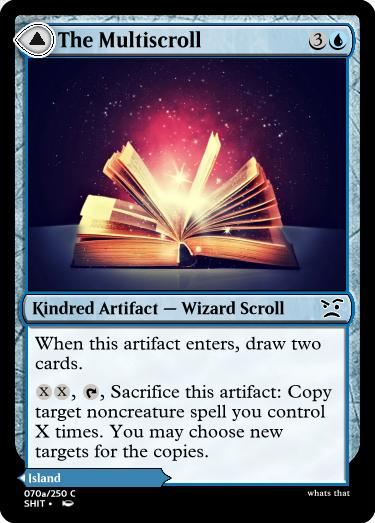 The Multiscroll
3
Kindred Artifact — Wizard Scroll
When this artifact enters, draw two
cards.
X X, , Sacrifice this artifact: Copy
target noncreature spell you control
X times. You may choose new
targets for the copies.
Island
070a/250 C
SHIT •
whats that